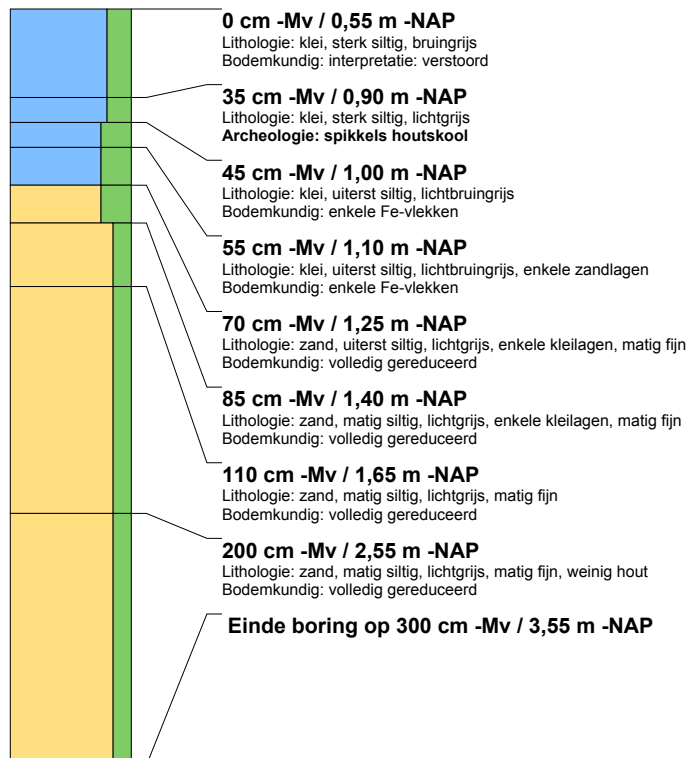 0 cm -Mv / 0,55 m -NAP
Lithologie: klei, sterk siltig, bruingrijs
Bodemkundig: interpretatie: verstoord
35 cm -Mv / 0,90 m -NAP
Lithologie: klei, sterk siltig, lichtgrijs
Archeologie: spikkels houtskool
45 cm -Mv / 1,00 m -NAP
Lithologie: klei, uiterst siltig, lichtbruingrijs
Bodemkundig: enkele Fe-vlekken
55 cm -Mv / 1,10 m -NAP
Lithologie: klei, uiterst siltig, lichtbruingrijs, enkele zandlagen
Bodemkundig: enkele Fe-vlekken
70 cm -Mv / 1,25 m -NAP
Lithologie: zand, uiterst siltig, lichtgrijs, enkele kleilagen, matig fijn
Bodemkundig: volledig gereduceerd
85 cm -Mv / 1,40 m -NAP
Lithologie: zand, matig siltig, lichtgrijs, enkele kleilagen, matig fijn
Bodemkundig: volledig gereduceerd
110 cm -Mv / 1,65 m -NAP
Lithologie: zand, matig siltig, lichtgrijs, matig fijn
Bodemkundig: volledig gereduceerd
200 cm -Mv / 2,55 m -NAP
Lithologie: zand, matig siltig, lichtgrijs, matig fijn, weinig hout
Bodemkundig: volledig gereduceerd
Einde boring op 300 cm -Mv / 3,55 m -NAP